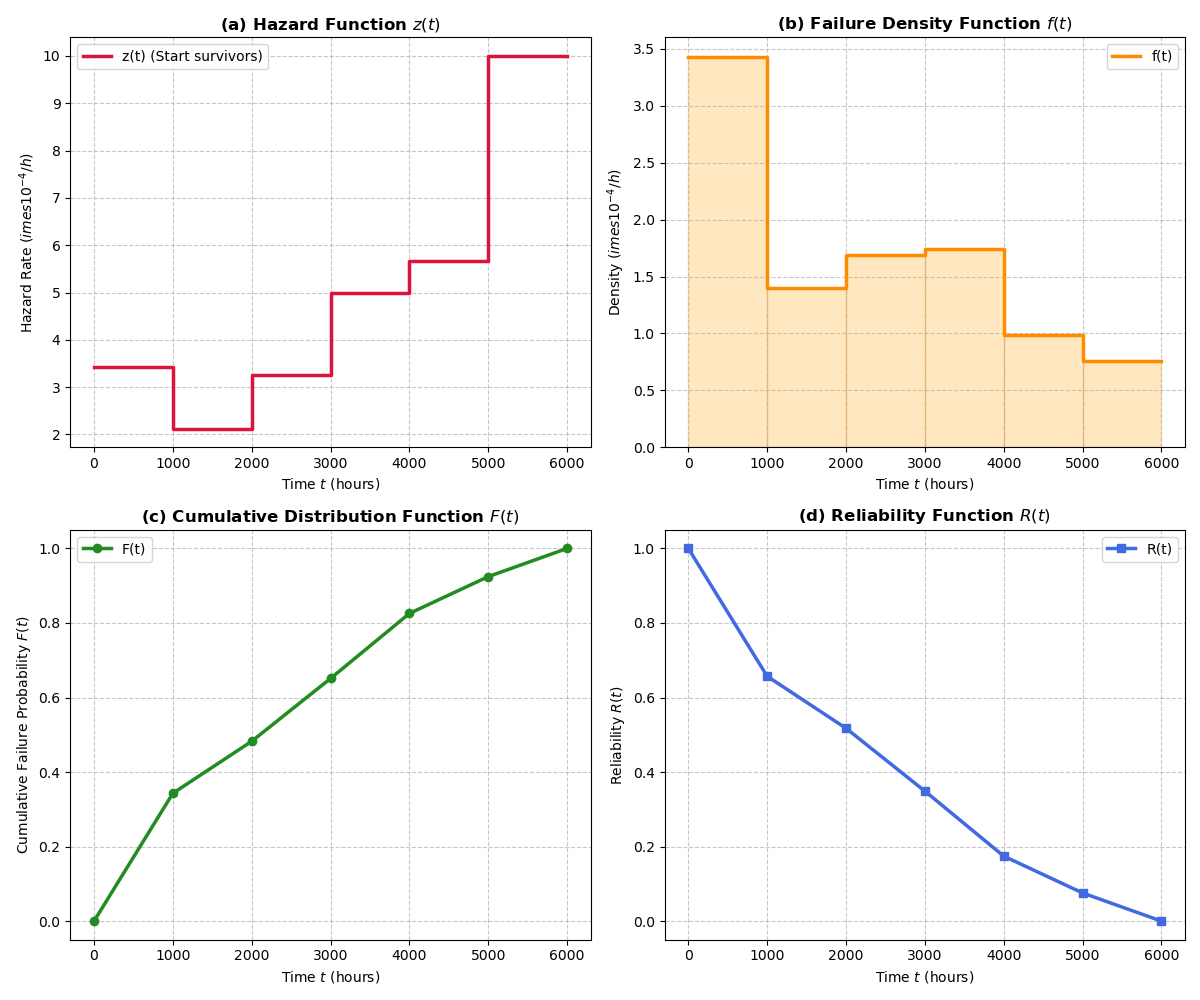 (a) Hazard Function z(t)
z(t) (Start survivors)
Hazard Rate (imes10⁻⁴/h)
10
9
8
7
6
5
4
3
2
0 1000 2000 3000 4000 5000 6000
Time t (hours)
(b) Failure Density Function f(t)
f(t)
Density (imes10⁻⁴/h)
3.5
3.0
2.5
2.0
1.5
1.0
0.5
0.0
0 1000 2000 3000 4000 5000 6000
Time t (hours)
(c) Cumulative Distribution Function F(t)
F(t)
Cumulative Failure Probability F(t)
1.0
0.8
0.6
0.4
0.2
0.0
0 1000 2000 3000 4000 5000 6000
Time t (hours)
(d) Reliability Function R(t)
R(t)
Reliability R(t)
1.0
0.8
0.6
0.4
0.2
0.0
0 1000 2000 3000 4000 5000 6000
Time t (hours)